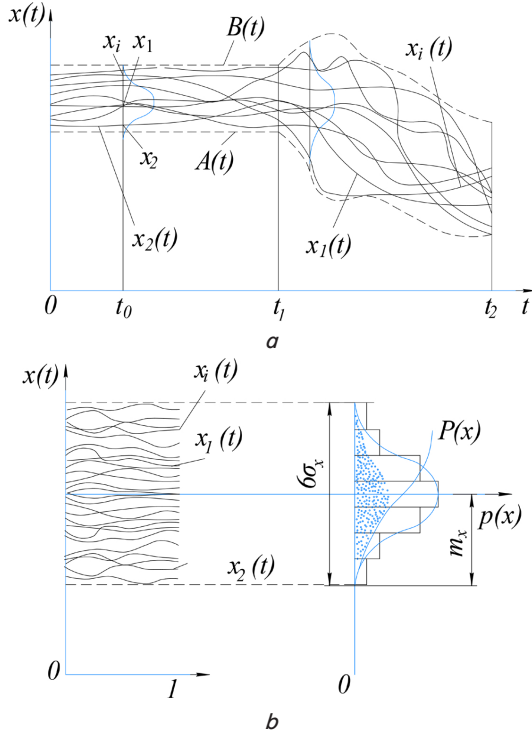 x(t)
x_i x_1 B(t) x_i (t)
x_2 A(t)
x_2(t) x_1(t)
0 t_0 t_1 t_2 t
a
x(t)
x_i (t)
x_1 (t) P(x)
6σ_x
p(x)
m_x
x_2 (t)
0 1 0
b